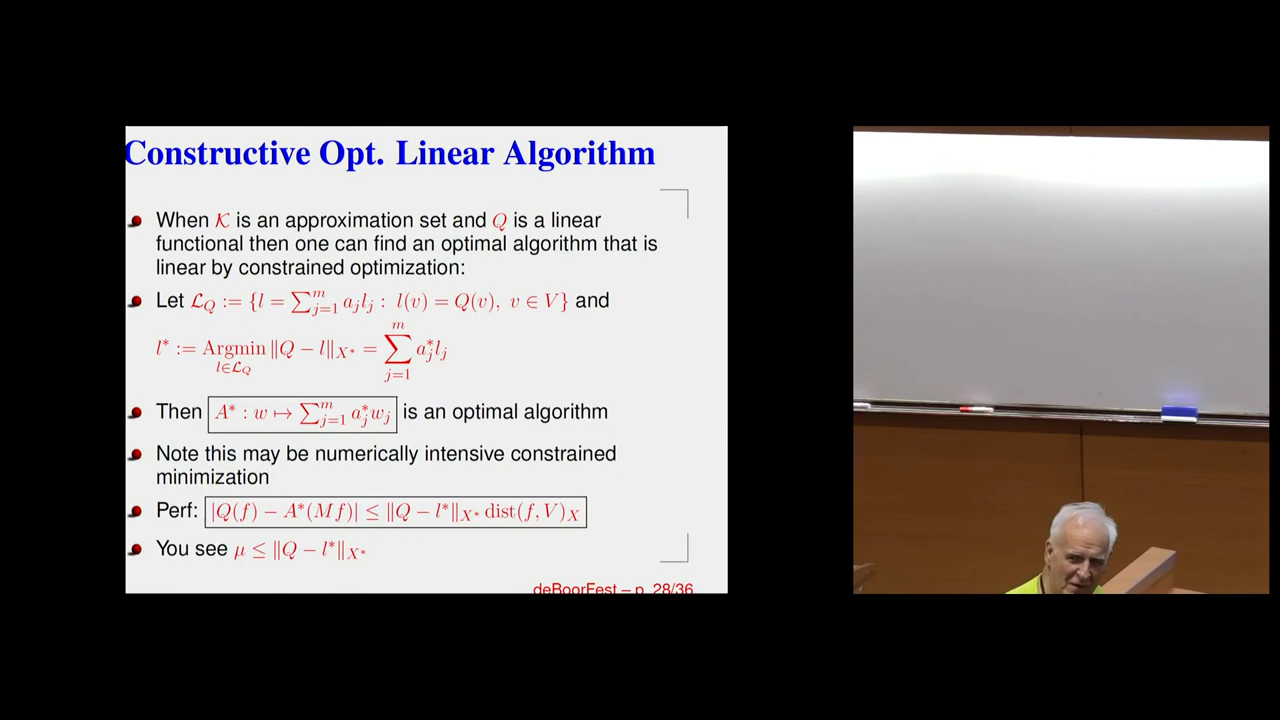 Constructive Opt. Linear Algorithm
When K is an approximation set and Q is a linear
functional then one can find an optimal algorithm that is
linear by constrained optimization:
Let 𝓛_Q := {l = ∑_{j=1}^m a_j l_j : l(v) = Q(v), v ∈ V} and
l* := Argmin_{l∈𝓛_Q} ‖Q − l‖_{X*} = ∑_{j=1}^m a*_j l_j
Then A* : w ↦ ∑_{j=1}^m a*_j w_j is an optimal algorithm
Note this may be numerically intensive constrained
minimization
Perf: |Q(f) − A*(Mf)| ≤ ‖Q − l*‖_{X*} dist(f, V)_X
You see μ ≤ ‖Q − l*‖_{X*}
deBoorFest – p. 28/36